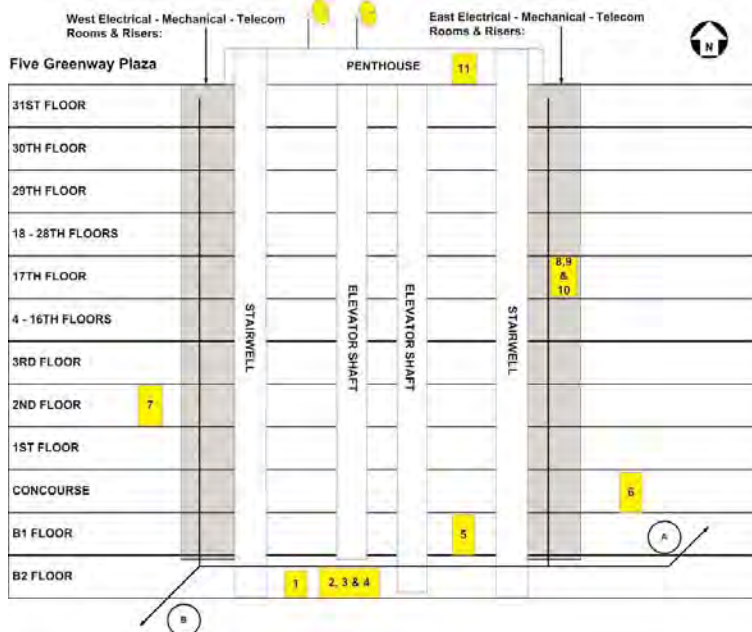 West Electrical - Mechanical - Telecom
Rooms & Risers:
East Electrical - Mechanical - Telecom
Rooms & Risers:
N
Five Greenway Plaza
PENTHOUSE
11
31ST FLOOR
30TH FLOOR
29TH FLOOR
18 - 28TH FLOORS
17TH FLOOR
8,9
&
10
4 - 16TH FLOORS
STAIRWELL
ELEVATOR SHAFT
ELEVATOR SHAFT
STAIRWELL
3RD FLOOR
2ND FLOOR
7
1ST FLOOR
CONCOURSE
6
B1 FLOOR
5
A
B2 FLOOR
1
2, 3 & 4
B